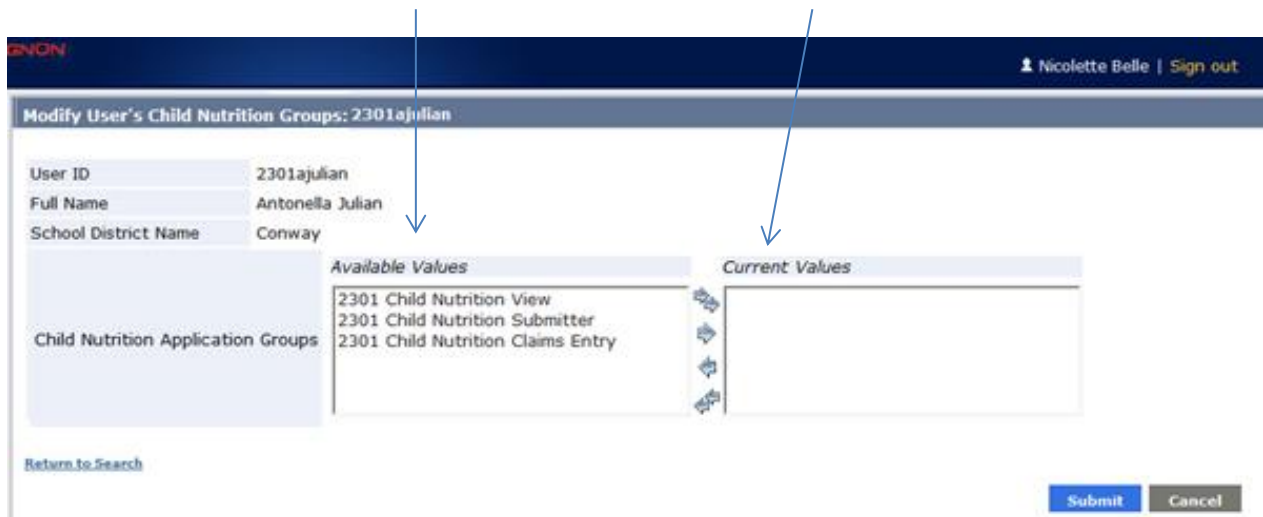 GNON
Nicolette Belle | Sign out
Modify User's Child Nutrition Groups: 2301ajulian
User ID 2301ajulian
Full Name Antonella Julian
School District Name Conway
Available Values Current Values
Child Nutrition Application Groups
2301 Child Nutrition View
2301 Child Nutrition Submitter
2301 Child Nutrition Claims Entry
Return to Search
Submit Cancel